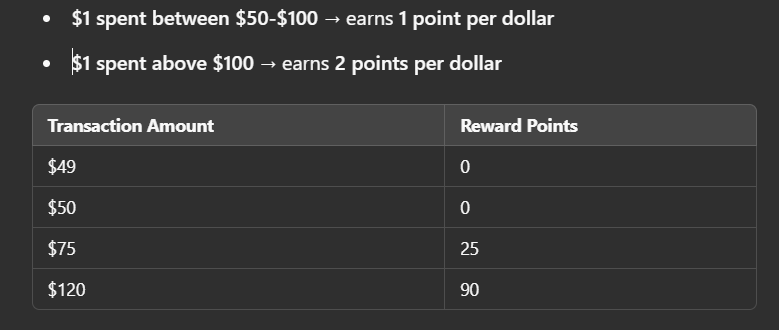 • $1 spent between $50-$100 → earns 1 point per dollar
• $1 spent above $100 → earns 2 points per dollar
Transaction Amount Reward Points
$49 0
$50 0
$75 25
$120 90